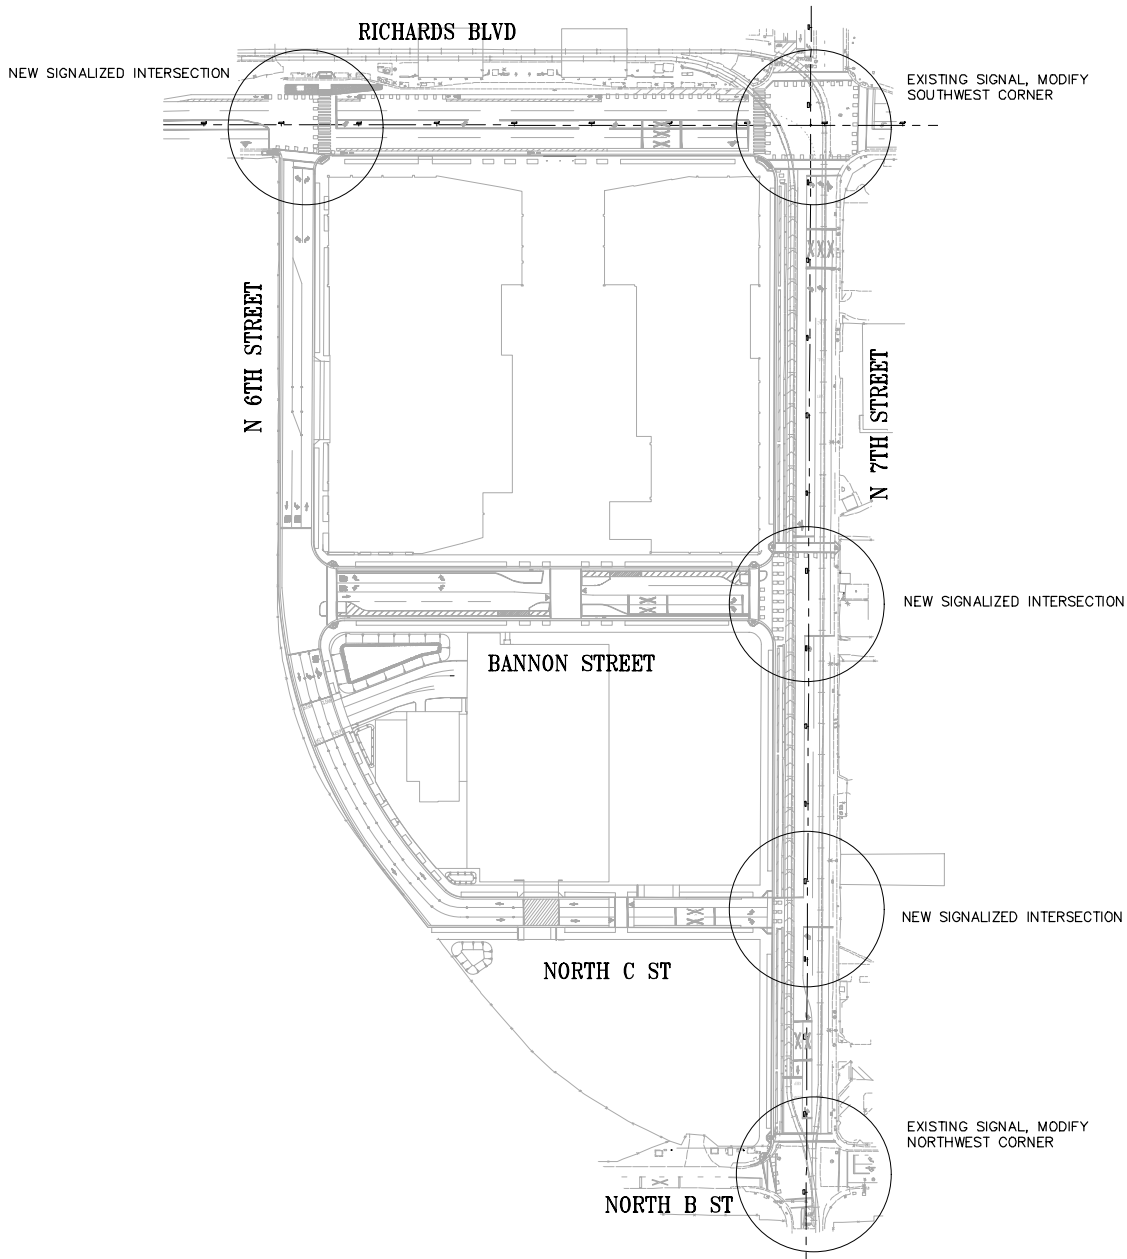 RICHARDS BLVD
NEW SIGNALIZED INTERSECTION
EXISTING SIGNAL, MODIFY
SOUTHWEST CORNER
N 6TH STREET
N 7TH STREET
NEW SIGNALIZED INTERSECTION
BANNON STREET
NEW SIGNALIZED INTERSECTION
NORTH C ST
EXISTING SIGNAL, MODIFY
NORTHWEST CORNER
NORTH B ST